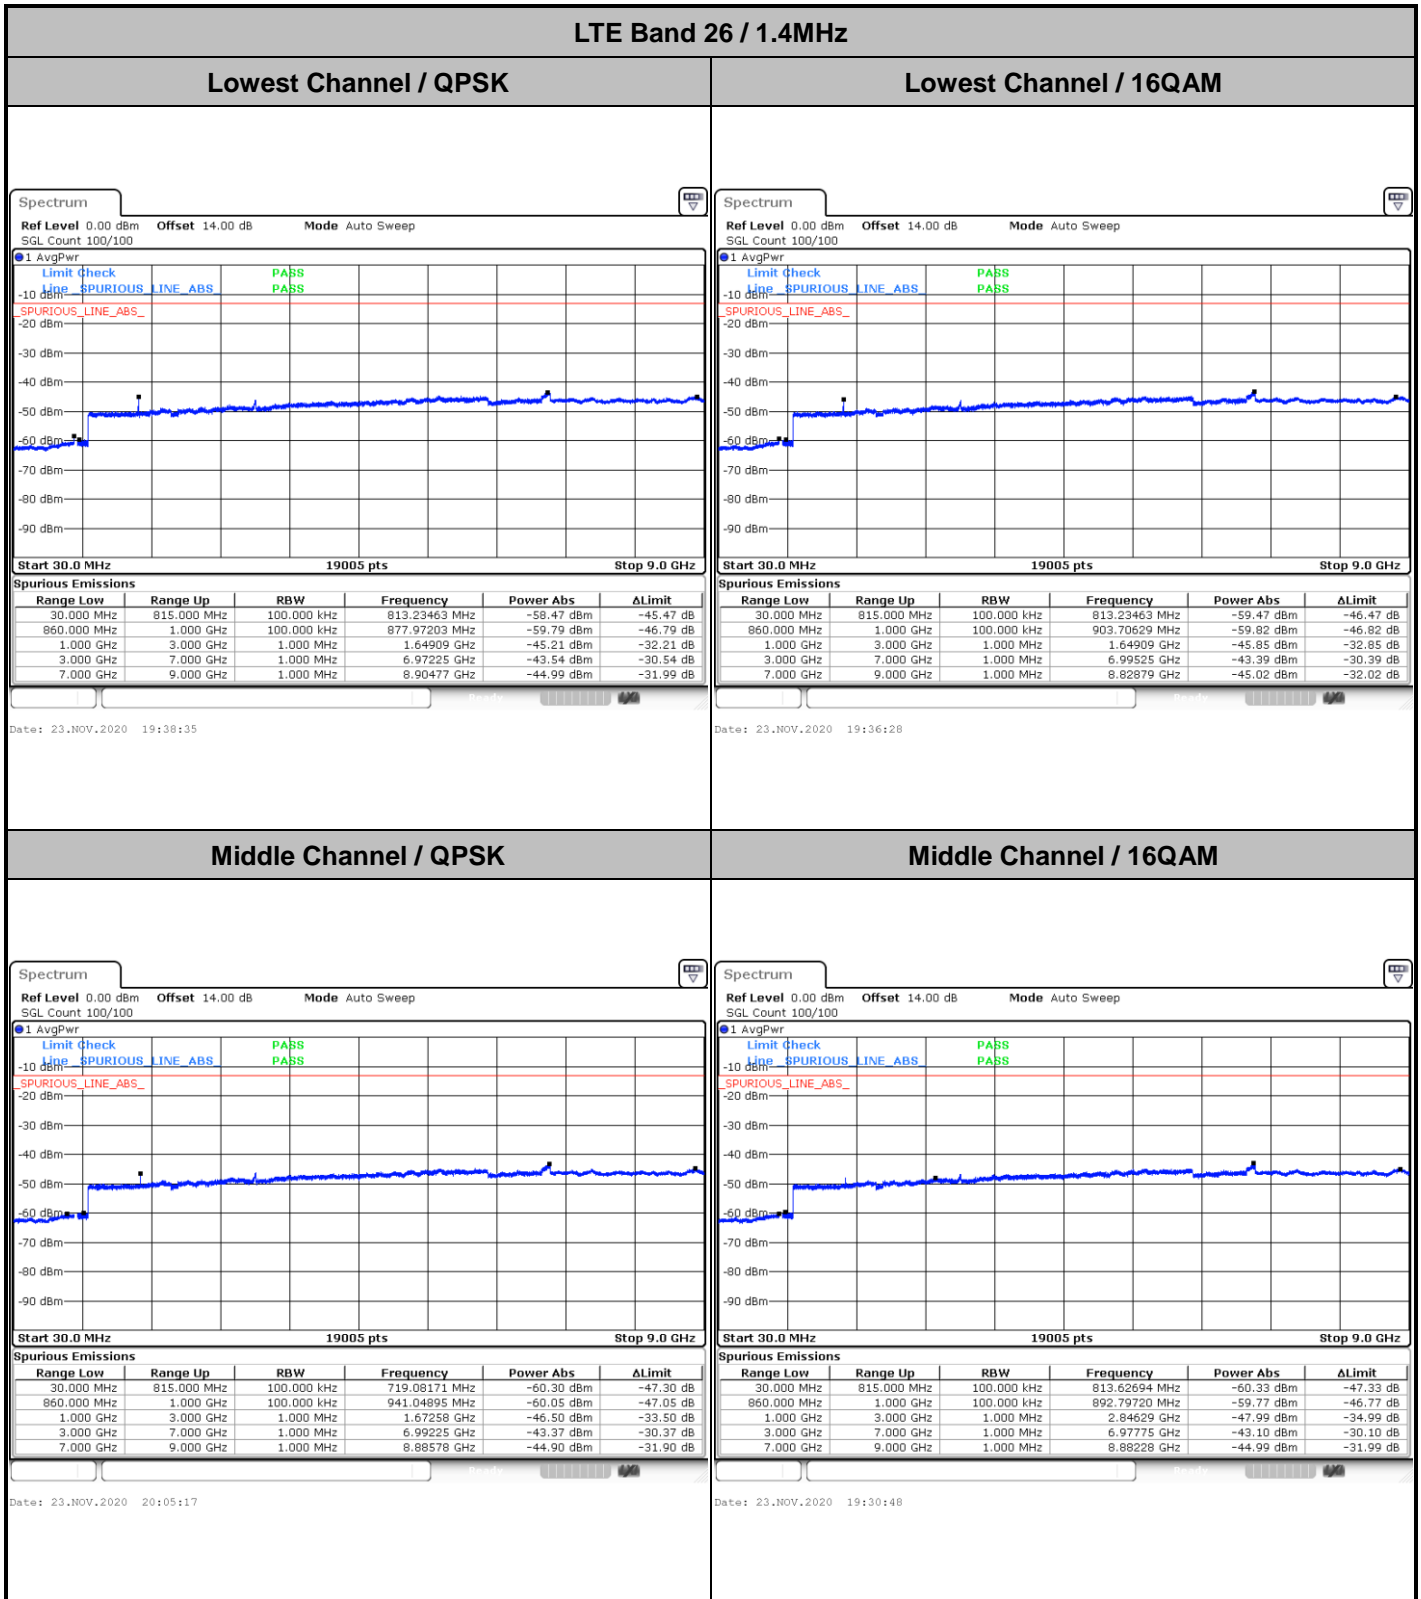 LTE Band 26 / 1.4MHz
Lowest Channel / QPSK
Lowest Channel / 16QAM
Spectrum
Ref Level 0.00 dBm Offset 14.00 dB Mode Auto Sweep
SGL Count 100/100
1 AvgPwr
Limit Check PASS
Line _SPURIOUS_LINE_ABS_ PASS
-10 dBm
_SPURIOUS_LINE_ABS_
-20 dBm
-30 dBm
-40 dBm
-50 dBm
-60 dBm
-70 dBm
-80 dBm
-90 dBm
Start 30.0 MHz 19005 pts Stop 9.0 GHz
Spurious Emissions
Range Low Range Up RBW Frequency Power Abs ΔLimit
30.000 MHz 815.000 MHz 100.000 kHz 813.23463 MHz -58.47 dBm -45.47 dB
860.000 MHz 1.000 GHz 100.000 kHz 877.97203 MHz -59.79 dBm -46.79 dB
1.000 GHz 3.000 GHz 1.000 MHz 1.64909 GHz -45.21 dBm -32.21 dB
3.000 GHz 7.000 GHz 1.000 MHz 6.97225 GHz -43.54 dBm -30.54 dB
7.000 GHz 9.000 GHz 1.000 MHz 8.90477 GHz -44.99 dBm -31.99 dB
Date: 23.NOV.2020 19:38:35
Spectrum
Ref Level 0.00 dBm Offset 14.00 dB Mode Auto Sweep
SGL Count 100/100
1 AvgPwr
Limit Check PASS
Line _SPURIOUS_LINE_ABS_ PASS
-10 dBm
_SPURIOUS_LINE_ABS_
-20 dBm
-30 dBm
-40 dBm
-50 dBm
-60 dBm
-70 dBm
-80 dBm
-90 dBm
Start 30.0 MHz 19005 pts Stop 9.0 GHz
Spurious Emissions
Range Low Range Up RBW Frequency Power Abs ΔLimit
30.000 MHz 815.000 MHz 100.000 kHz 813.23463 MHz -59.47 dBm -46.47 dB
860.000 MHz 1.000 GHz 100.000 kHz 903.70629 MHz -59.82 dBm -46.82 dB
1.000 GHz 3.000 GHz 1.000 MHz 1.64909 GHz -45.85 dBm -32.85 dB
3.000 GHz 7.000 GHz 1.000 MHz 6.99525 GHz -43.39 dBm -30.39 dB
7.000 GHz 9.000 GHz 1.000 MHz 8.82879 GHz -45.02 dBm -32.02 dB
Date: 23.NOV.2020 19:36:28
Middle Channel / QPSK
Middle Channel / 16QAM
Spectrum
Ref Level 0.00 dBm Offset 14.00 dB Mode Auto Sweep
SGL Count 100/100
1 AvgPwr
Limit Check PASS
Line _SPURIOUS_LINE_ABS_ PASS
-10 dBm
_SPURIOUS_LINE_ABS_
-20 dBm
-30 dBm
-40 dBm
-50 dBm
-60 dBm
-70 dBm
-80 dBm
-90 dBm
Start 30.0 MHz 19005 pts Stop 9.0 GHz
Spurious Emissions
Range Low Range Up RBW Frequency Power Abs ΔLimit
30.000 MHz 815.000 MHz 100.000 kHz 719.08171 MHz -60.30 dBm -47.30 dB
860.000 MHz 1.000 GHz 100.000 kHz 941.04895 MHz -60.05 dBm -47.05 dB
1.000 GHz 3.000 GHz 1.000 MHz 1.67258 GHz -46.50 dBm -33.50 dB
3.000 GHz 7.000 GHz 1.000 MHz 6.99225 GHz -43.37 dBm -30.37 dB
7.000 GHz 9.000 GHz 1.000 MHz 8.88578 GHz -44.90 dBm -31.90 dB
Date: 23.NOV.2020 20:05:17
Spectrum
Ref Level 0.00 dBm Offset 14.00 dB Mode Auto Sweep
SGL Count 100/100
1 AvgPwr
Limit Check PASS
Line _SPURIOUS_LINE_ABS_ PASS
-10 dBm
_SPURIOUS_LINE_ABS_
-20 dBm
-30 dBm
-40 dBm
-50 dBm
-60 dBm
-70 dBm
-80 dBm
-90 dBm
Start 30.0 MHz 19005 pts Stop 9.0 GHz
Spurious Emissions
Range Low Range Up RBW Frequency Power Abs ΔLimit
30.000 MHz 815.000 MHz 100.000 kHz 813.62694 MHz -60.33 dBm -47.33 dB
860.000 MHz 1.000 GHz 100.000 kHz 892.79720 MHz -59.77 dBm -46.77 dB
1.000 GHz 3.000 GHz 1.000 MHz 2.84629 GHz -47.99 dBm -34.99 dB
3.000 GHz 7.000 GHz 1.000 MHz 6.97775 GHz -43.10 dBm -30.10 dB
7.000 GHz 9.000 GHz 1.000 MHz 8.88228 GHz -44.99 dBm -31.99 dB
Date: 23.NOV.2020 19:30:48